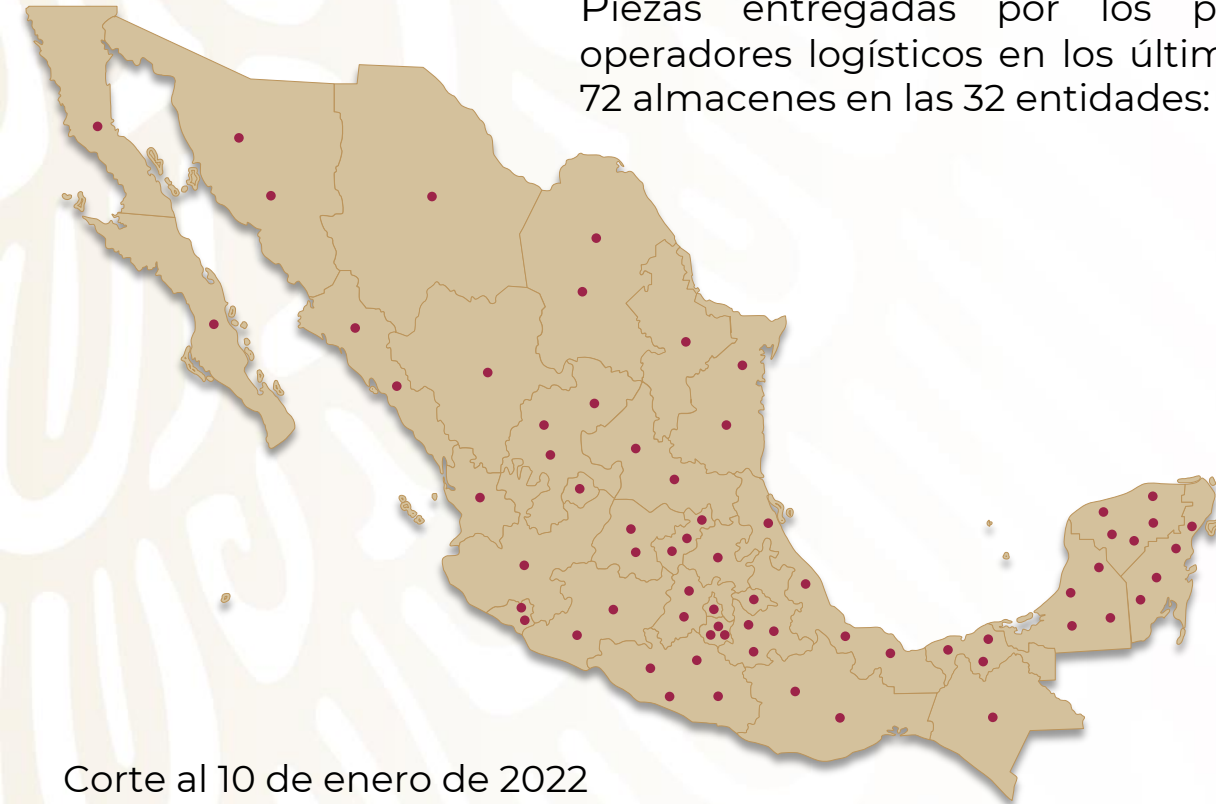 Piezas entregadas por los p
operadores logísticos en los últim
72 almacenes en las 32 entidades:
Corte al 10 de enero de 2022